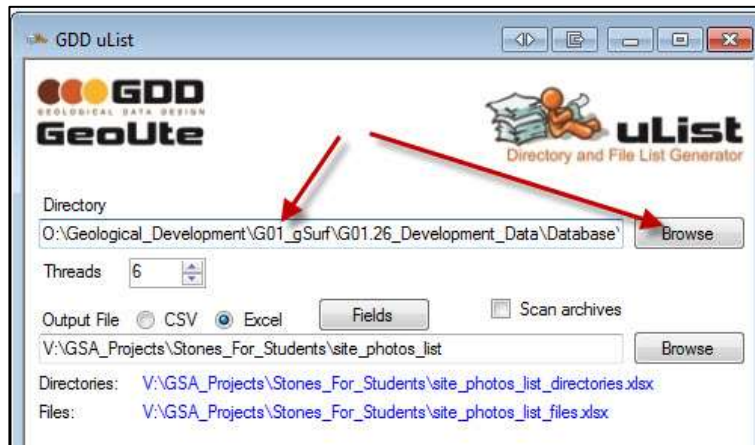 GDD uList
GDD
GEOLOGICAL DATA DESIGN
GeoUte
uList
Directory and File List Generator
Directory
O:\Geological_Development\G01_gSurf\G01.26_Development_Data\Database\
Browse
Threads 6
Output File CSV Excel Fields Scan archives
V:\GSA_Projects\Stones_For_Students\site_photos_list
Browse
Directories: V:\GSA_Projects\Stones_For_Students\site_photos_list_directories.xlsx
Files: V:\GSA_Projects\Stones_For_Students\site_photos_list_files.xlsx